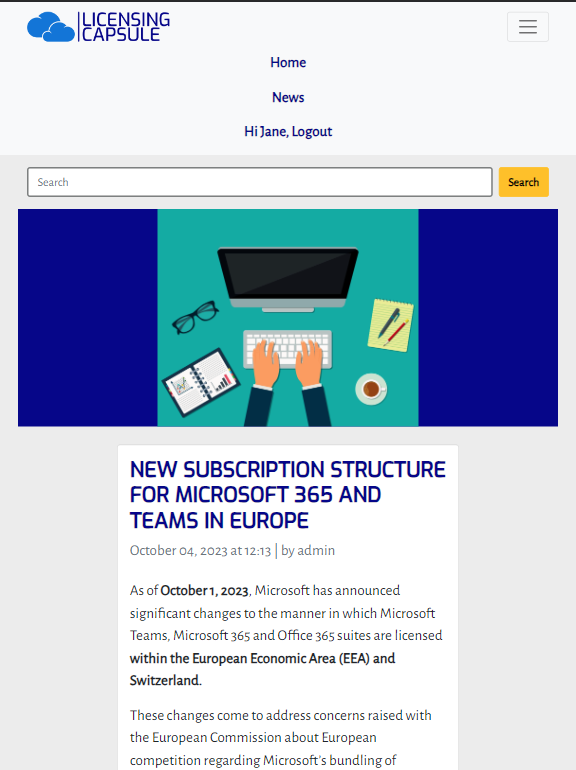 LICENSING
CAPSULE
Home
News
Hi Jane, Logout
Search
Search
NEW SUBSCRIPTION STRUCTURE
FOR MICROSOFT 365 AND
TEAMS IN EUROPE
October 04, 2023 at 12:13 | by admin
As of October 1, 2023, Microsoft has announced
significant changes to the manner in which Microsoft
Teams, Microsoft 365 and Office 365 suites are licensed
within the European Economic Area (EEA) and
Switzerland.
These changes come to address concerns raised with
the European Commission about European
competition regarding Microsoft's bundling of